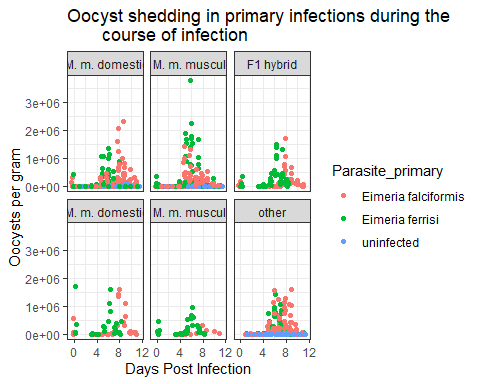 Oocyst shedding in primary infections during the
course of infection
M. m. domestic
M. m. muscul
F1 hybrid
3e+06
2e+06
1e+06
0e+00
M. m. domestic
M. m. muscul
other
3e+06
2e+06
1e+06
0e+00
0 4 8 12 0 4 8 12 0 4 8 12
Days Post Infection
Oocysts per gram
Parasite_primary
Eimeria falciformis
Eimeria ferrisi
uninfected